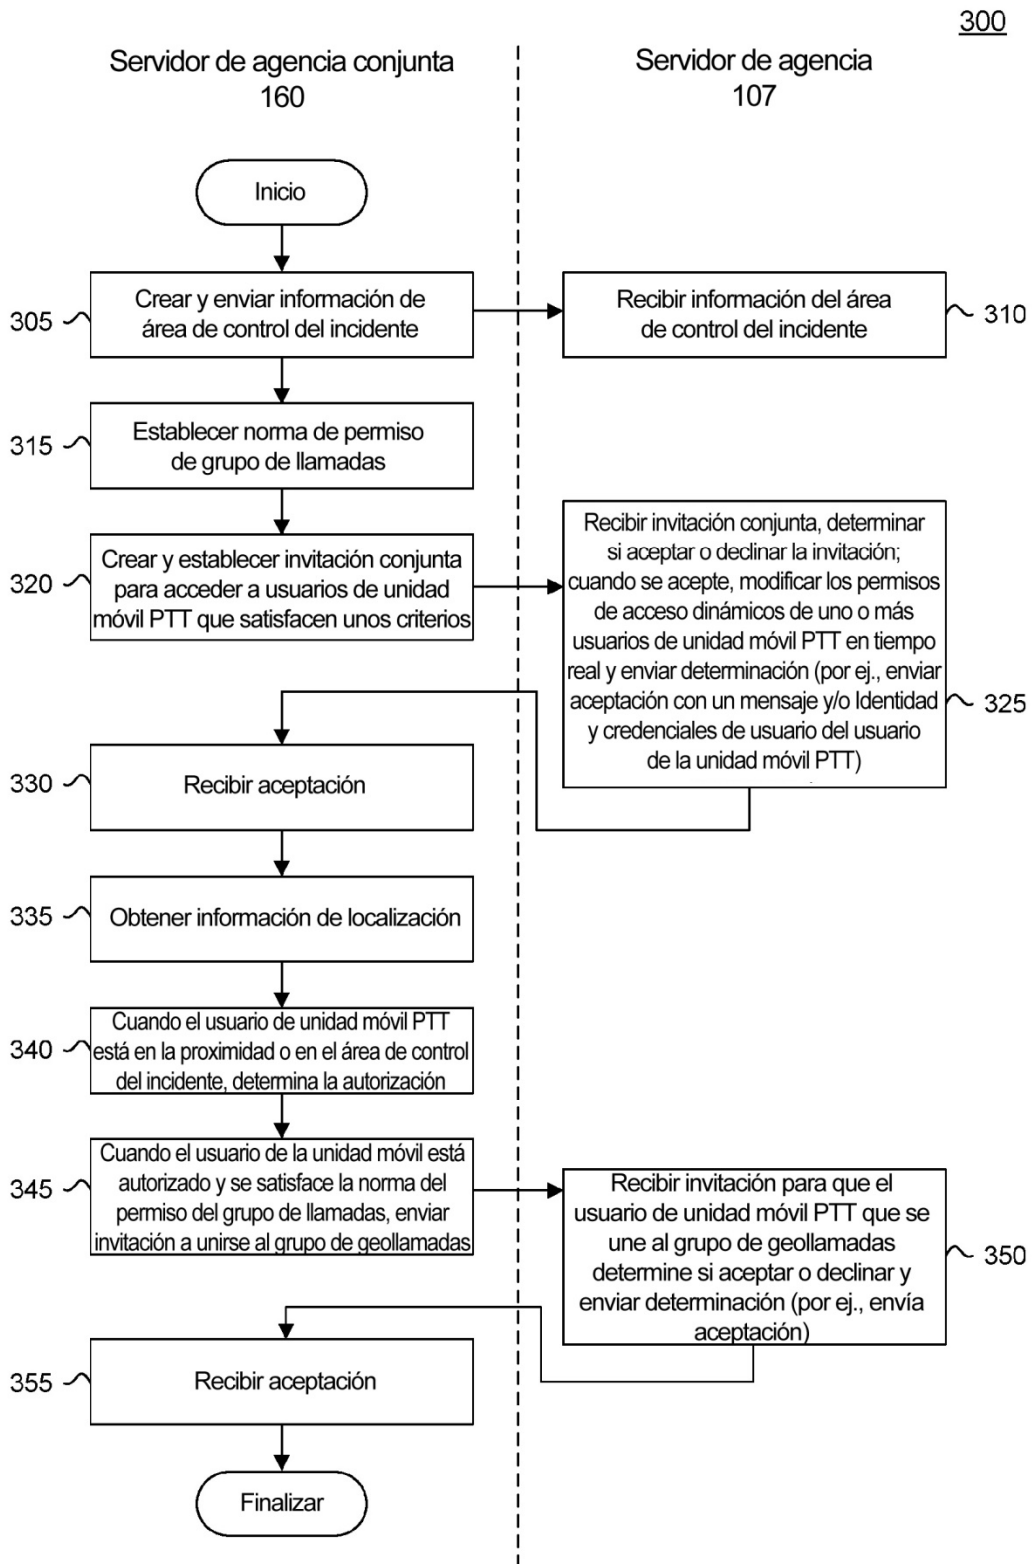 300
Servidor de agencia conjunta
160
Servidor de agencia
107
Inicio
305
Crear y enviar información de
área de control del incidente
Recibir información del área
de control del incidente
310
315
Establecer norma de permiso
de grupo de llamadas
320
Crear y establecer invitación conjunta
para acceder a usuarios de unidad
móvil PTT que satisfacen unos criterios
Recibir invitación conjunta, determinar
si aceptar o declinar la invitación;
cuando se acepte, modificar los permisos
de acceso dinámicos de uno o más
usuarios de unidad móvil PTT en tiempo
real y enviar determinación (por ej., enviar
aceptación con un mensaje y/o Identidad
y credenciales de usuario del usuario
de la unidad móvil PTT)
325
330
Recibir aceptación
335
Obtener información de localización
340
Cuando el usuario de unidad móvil PTT
está en la proximidad o en el área de control
del incidente, determina la autorización
345
Cuando el usuario de la unidad móvil está
autorizado y se satisface la norma del
permiso del grupo de llamadas, enviar
invitación a unirse al grupo de geollamadas
Recibir invitación para que el
usuario de unidad móvil PTT que se
une al grupo de geollamadas
determine si aceptar o declinar y
enviar determinación (por ej., envía
aceptación)
350
355
Recibir aceptación
Finalizar